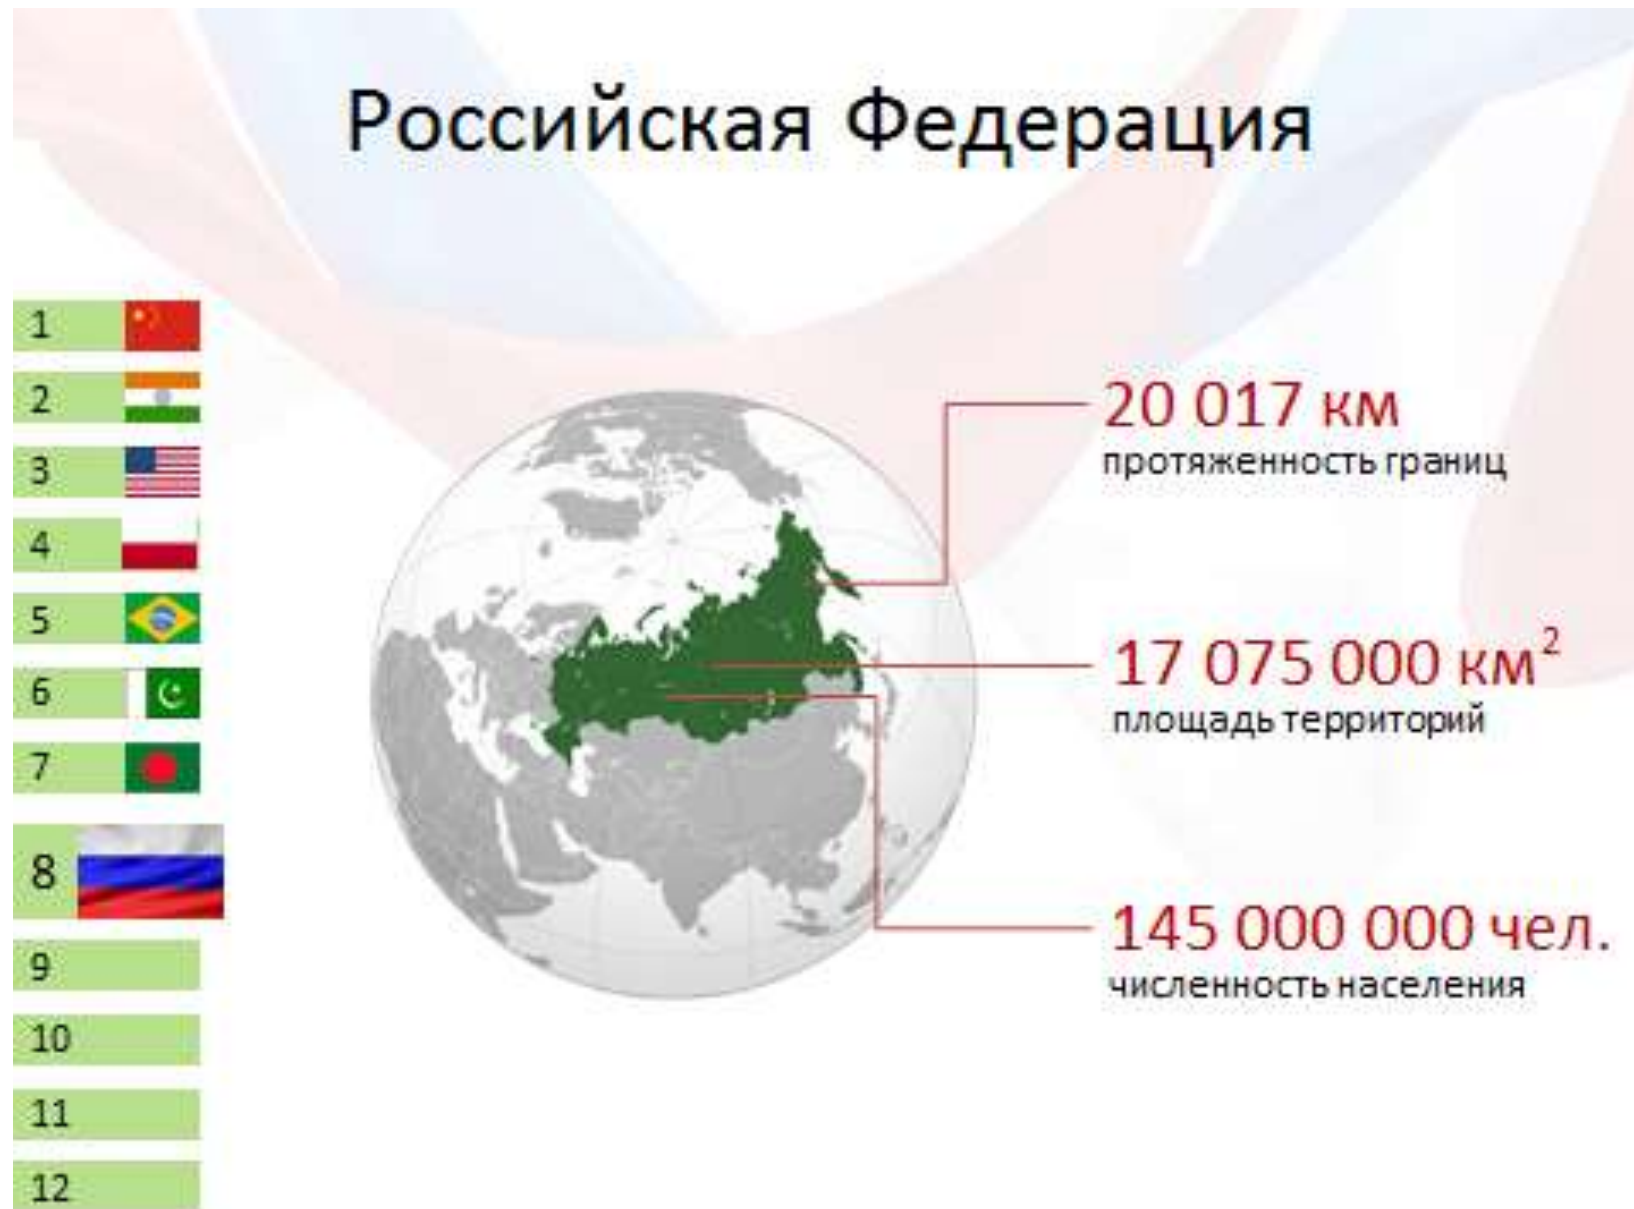 Российская Федерация
1
2
3
4
5
6
7
8
9
10
11
12
20 017 км
протяженность границ
17 075 000 км²
площадь территорий
145 000 000 чел.
численность населения